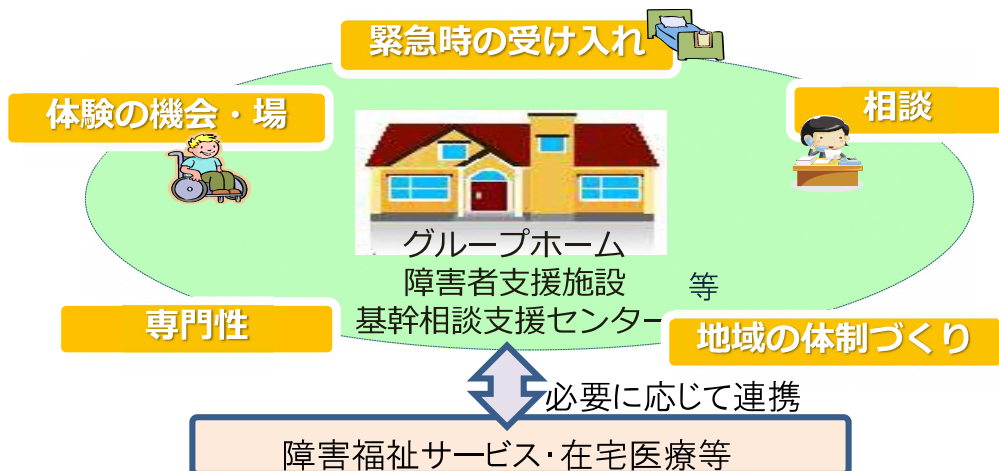 緊急時の受け入れ
体験の機会・場
相談
グループホーム
障害者支援施設
等
基幹相談支援センター
専門性
地域の体制づくり
必要に応じて連携
障害福祉サービス・在宅医療等